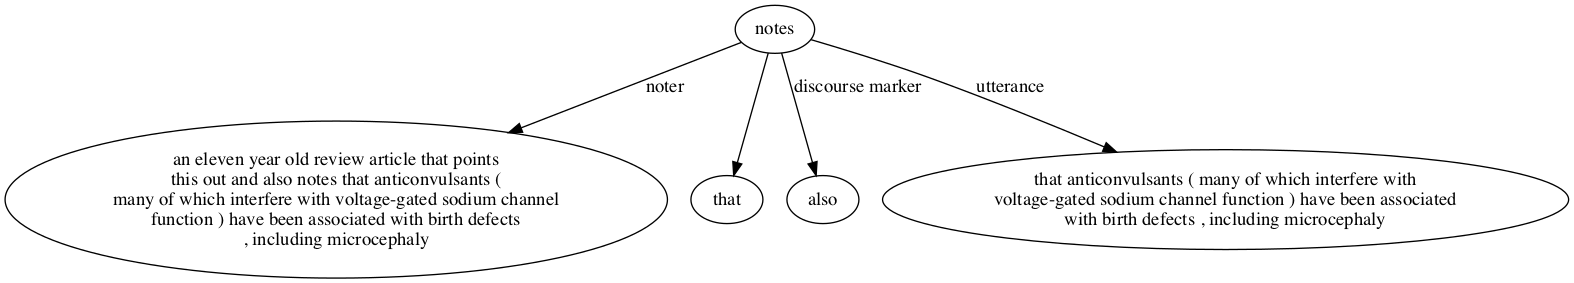 notes
noter
discourse marker
utterance
an eleven year old review article that points
this out and also notes that anticonvulsants (
many of which interfere with voltage-gated sodium channel
function ) have been associated with birth defects
, including microcephaly
that
also
that anticonvulsants ( many of which interfere with
voltage-gated sodium channel function ) have been associated
with birth defects , including microcephaly